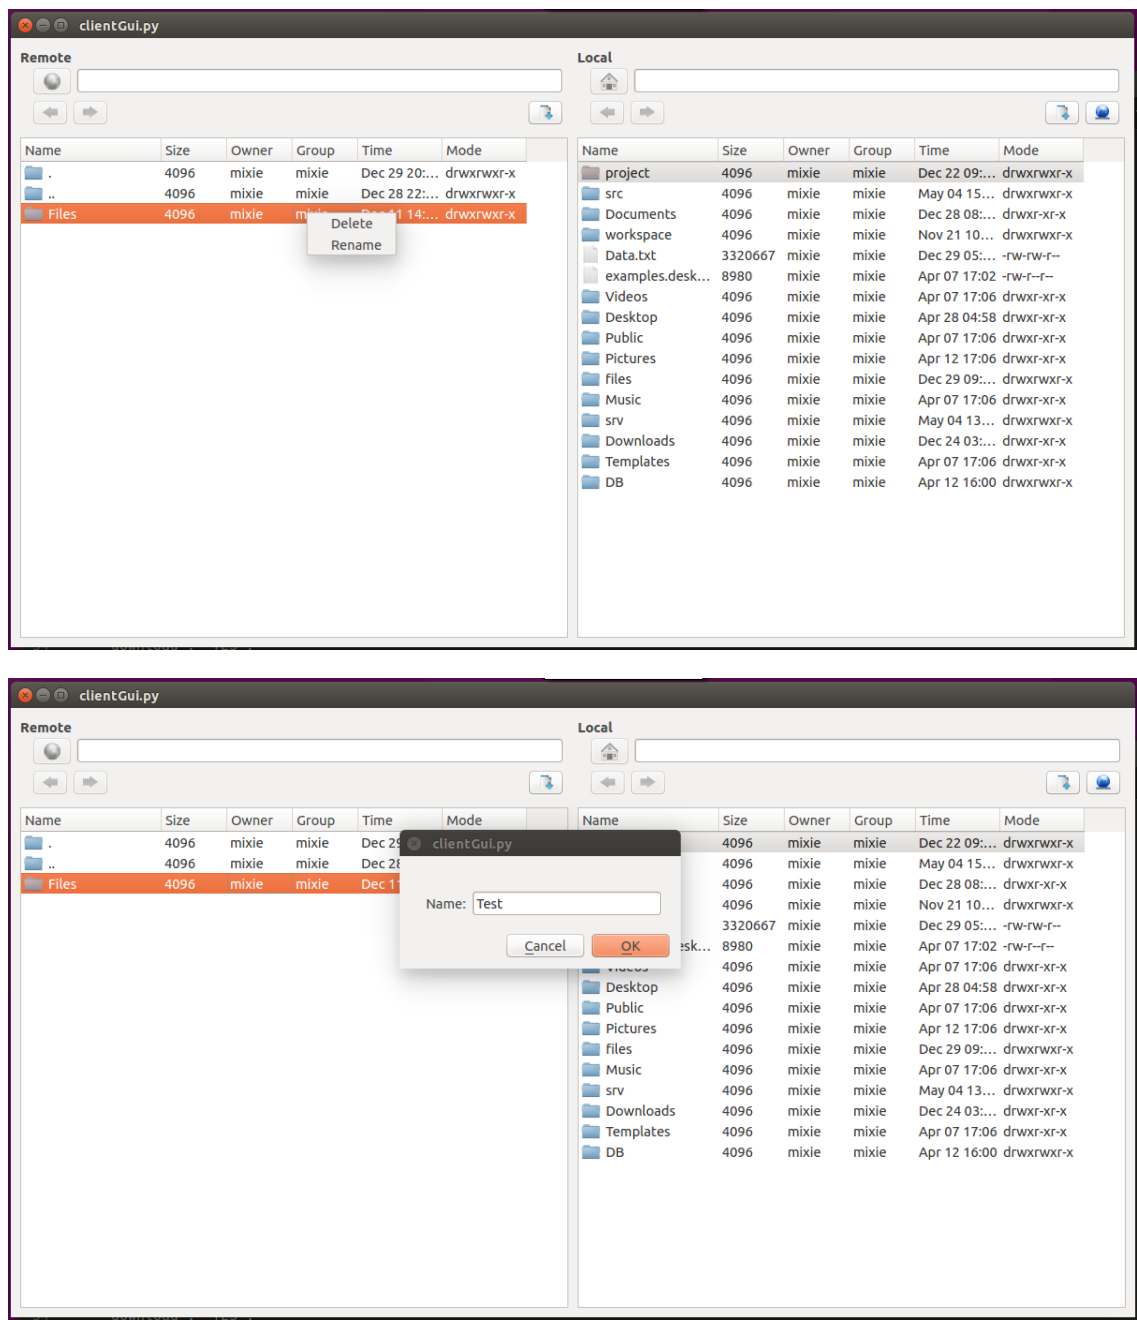 clientGui.py
Remote Local
Name Size Owner Group Time Mode Name Size Owner Group Time Mode
. 4096 mixie mixie Dec 29 20:... drwxrwxr-x project 4096 mixie mixie Dec 22 09:... drwxrwxr-x
.. 4096 mixie mixie Dec 28 22:... drwxrwxr-x src 4096 mixie mixie May 04 15... drwxrwxr-x
Files 4096 mixie 14:... drwxrwxr-x Documents 4096 mixie mixie Dec 28 08:... drwxr-xr-x
Delete
workspace 4096 mixie mixie Nov 21 10... drwxrwxr-x
Rename
Data.txt 3320667 mixie mixie Dec 29 05:... -rw-rw-r--
examples.desk... 8980 mixie mixie Apr 07 17:02 -rw-r--r--
Videos 4096 mixie mixie Apr 07 17:06 drwxr-xr-x
Desktop 4096 mixie mixie Apr 28 04:58 drwxr-xr-x
Public 4096 mixie mixie Apr 07 17:06 drwxr-xr-x
Pictures 4096 mixie mixie Apr 12 17:06 drwxr-xr-x
files 4096 mixie mixie Dec 29 09:... drwxrwxr-x
Music 4096 mixie mixie Apr 07 17:06 drwxr-xr-x
srv 4096 mixie mixie May 04 13... drwxrwxr-x
Downloads 4096 mixie mixie Dec 24 03:... drwxr-xr-x
Templates 4096 mixie mixie Apr 07 17:06 drwxr-xr-x
DB 4096 mixie mixie Apr 12 16:00 drwxrwxr-x
clientGui.py
Remote Local
Name Size Owner Group Time Mode Name Size Owner Group Time Mode
. 4096 mixie mixie Dec 29 clientGui.py 4096 mixie mixie Dec 22 09:... drwxrwxr-x
.. 4096 mixie mixie Dec 28 4096 mixie mixie May 04 15... drwxrwxr-x
Files 4096 mixie mixie Dec 11 4096 mixie mixie Dec 28 08:... drwxr-xr-x
Name: Test 4096 mixie mixie Nov 21 10... drwxrwxr-x
3320667 mixie mixie Dec 29 05:... -rw-rw-r--
Cancel OK esk... 8980 mixie mixie Apr 07 17:02 -rw-r--r--
Videos 4096 mixie mixie Apr 07 17:06 drwxr-xr-x
Desktop 4096 mixie mixie Apr 28 04:58 drwxr-xr-x
Public 4096 mixie mixie Apr 07 17:06 drwxr-xr-x
Pictures 4096 mixie mixie Apr 12 17:06 drwxr-xr-x
files 4096 mixie mixie Dec 29 09:... drwxrwxr-x
Music 4096 mixie mixie Apr 07 17:06 drwxr-xr-x
srv 4096 mixie mixie May 04 13... drwxrwxr-x
Downloads 4096 mixie mixie Dec 24 03:... drwxr-xr-x
Templates 4096 mixie mixie Apr 07 17:06 drwxr-xr-x
DB 4096 mixie mixie Apr 12 16:00 drwxrwxr-x